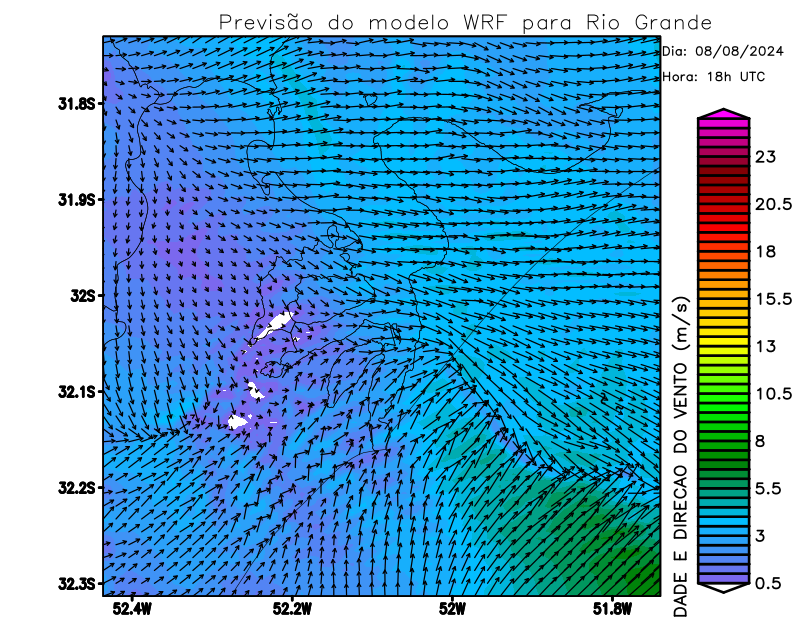 Previsão do modelo WRF para Rio Grande
Dia: 08/08/2024
Hora: 18h UTC
31.8S
31.9S
32S
32.1S
32.2S
32.3S
52.4W
52.2W
52W
51.8W
23
20.5
18
15.5
13
10.5
8
5.5
3
0.5
DADE E DIRECAO DO VENTO (m/s)